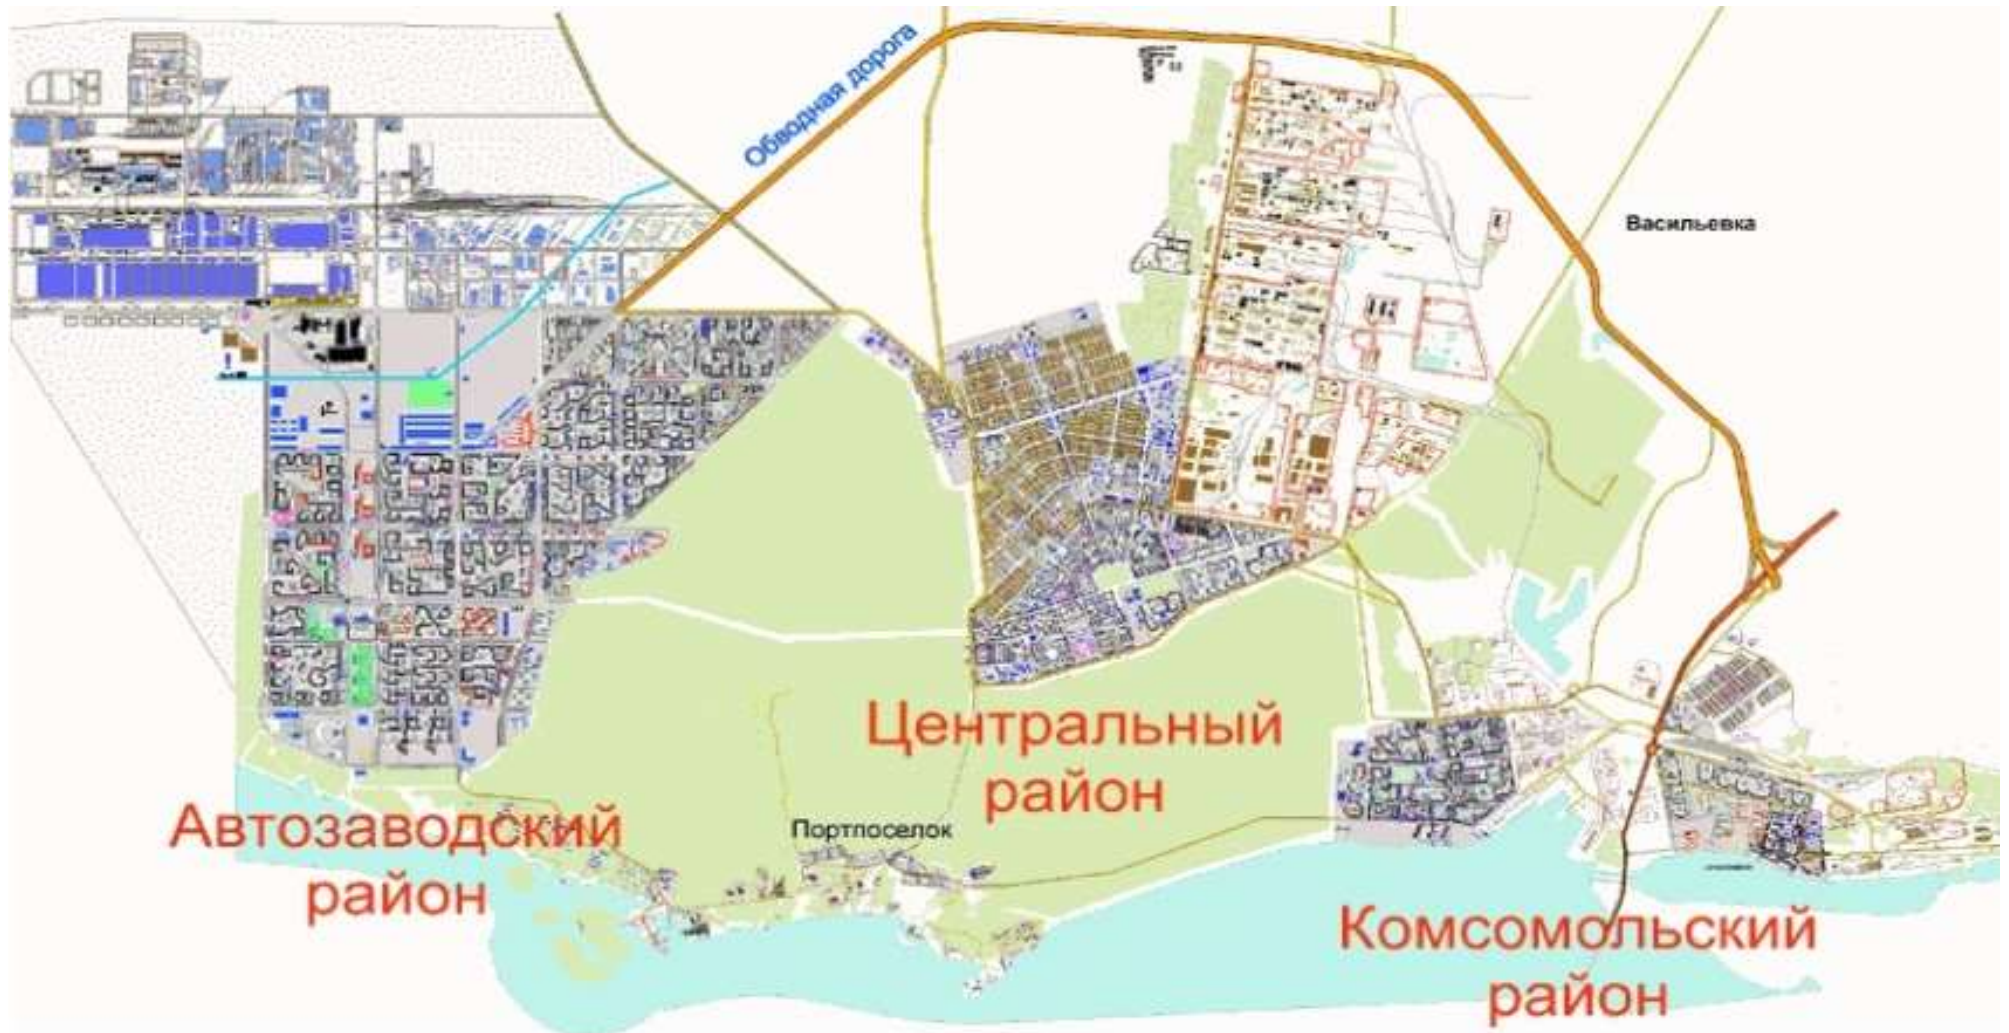 Обводная дорога
Васильевка
Центральный
район
Автозаводский
район
Портпоселок
Комсомольский
район